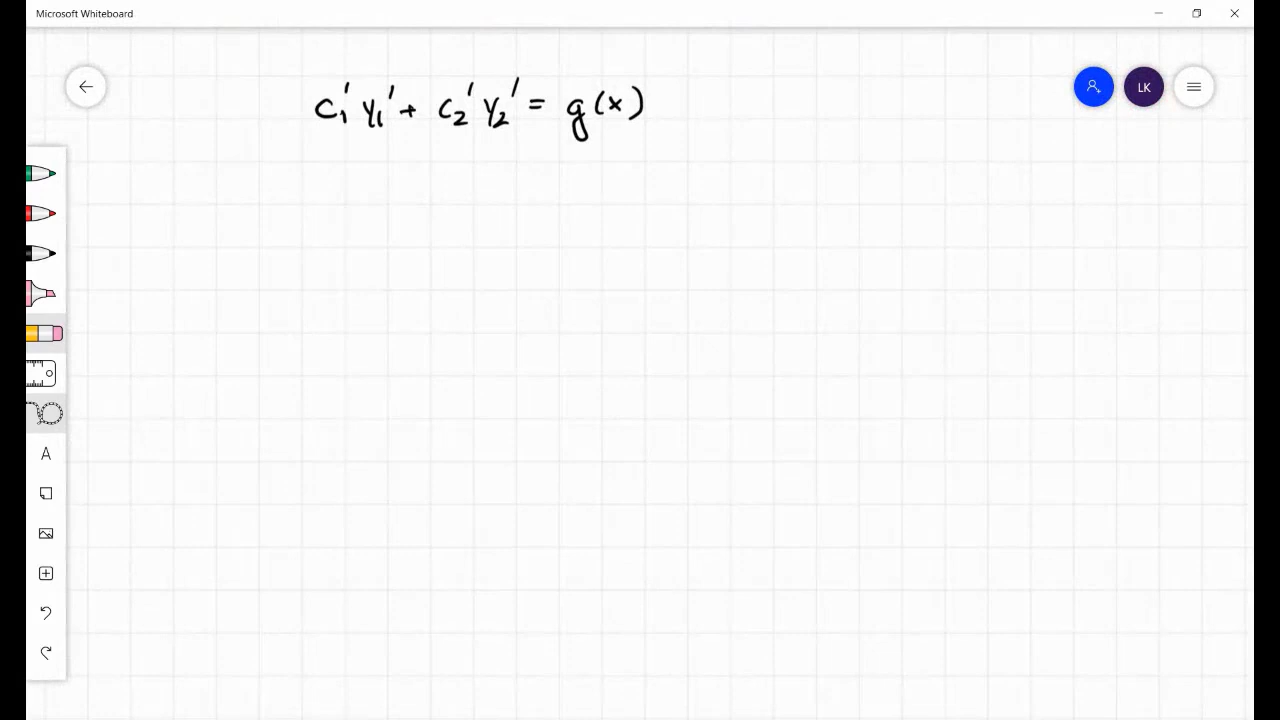 Microsoft Whiteboard
c₁′ y₁′ + c₂′ y₂′ = g(x)
LK
A